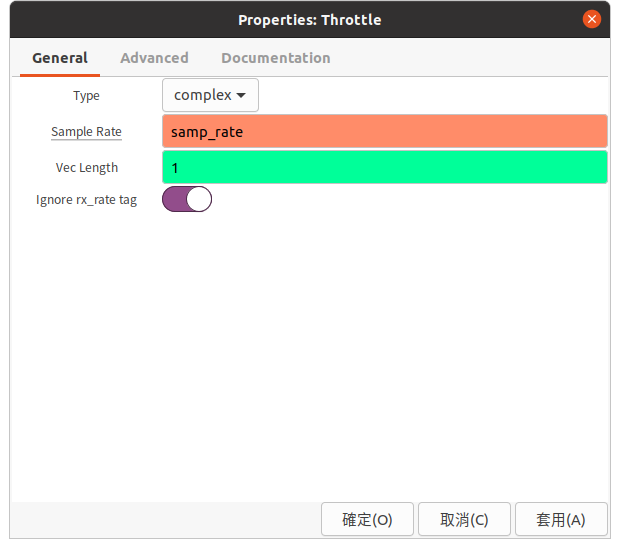 Properties: Throttle
General Advanced Documentation
Type complex
Sample Rate samp_rate
Vec Length 1
Ignore rx_rate tag
確定(O) 取消(C) 套用(A)